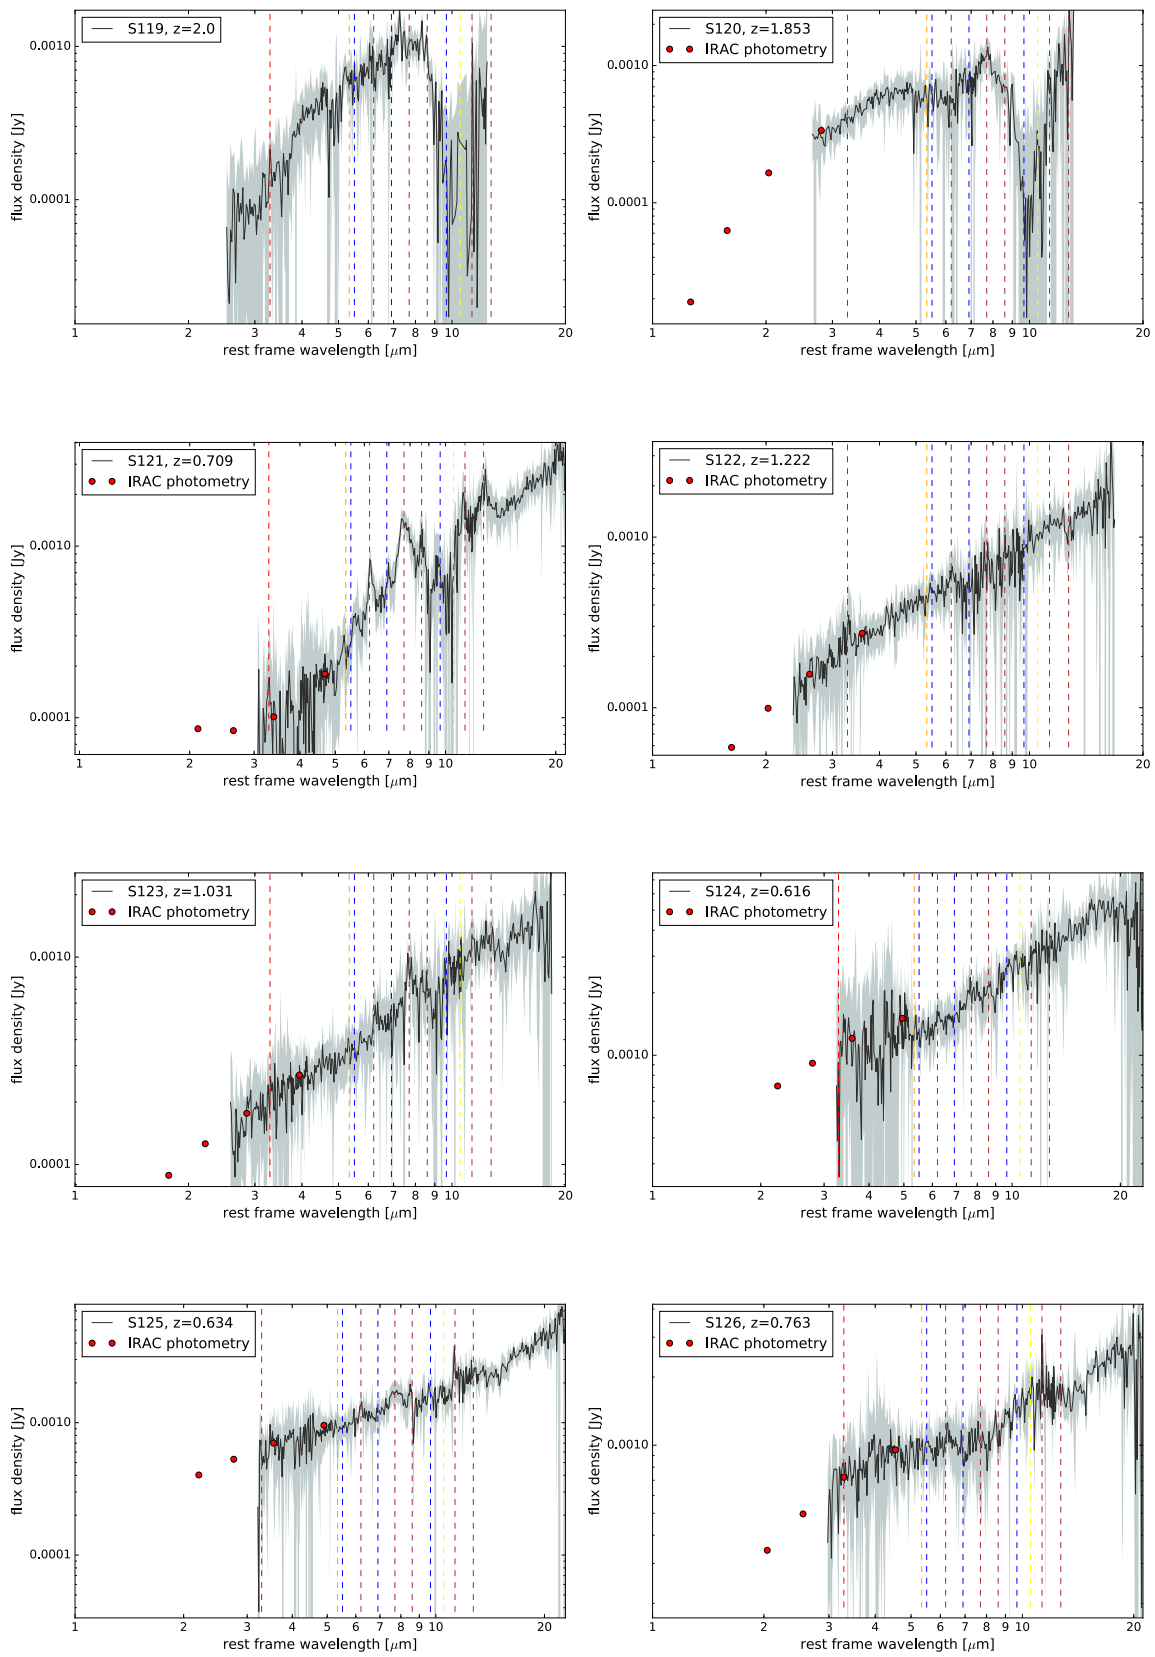 S119, z=2.0
0.0010
0.0001
flux density [Jy]
1 2 3 4 5 6 7 8 9 10 20
rest frame wavelength [μm]
S120, z=1.853
IRAC photometry
0.0010
0.0001
flux density [Jy]
1 2 3 4 5 6 7 8 9 10 20
rest frame wavelength [μm]
S121, z=0.709
IRAC photometry
0.0010
0.0001
flux density [Jy]
1 2 3 4 5 6 7 8 9 10 20
rest frame wavelength [μm]
S122, z=1.222
IRAC photometry
0.0010
0.0001
flux density [Jy]
1 2 3 4 5 6 7 8 9 10 20
rest frame wavelength [μm]
S123, z=1.031
IRAC photometry
0.0010
0.0001
flux density [Jy]
1 2 3 4 5 6 7 8 9 10 20
rest frame wavelength [μm]
S124, z=0.616
IRAC photometry
0.0010
flux density [Jy]
1 2 3 4 5 6 7 8 9 10 20
rest frame wavelength [μm]
S125, z=0.634
IRAC photometry
0.0010
0.0001
flux density [Jy]
1 2 3 4 5 6 7 8 9 10 20
rest frame wavelength [μm]
S126, z=0.763
IRAC photometry
0.0010
flux density [Jy]
1 2 3 4 5 6 7 8 9 10 20
rest frame wavelength [μm]